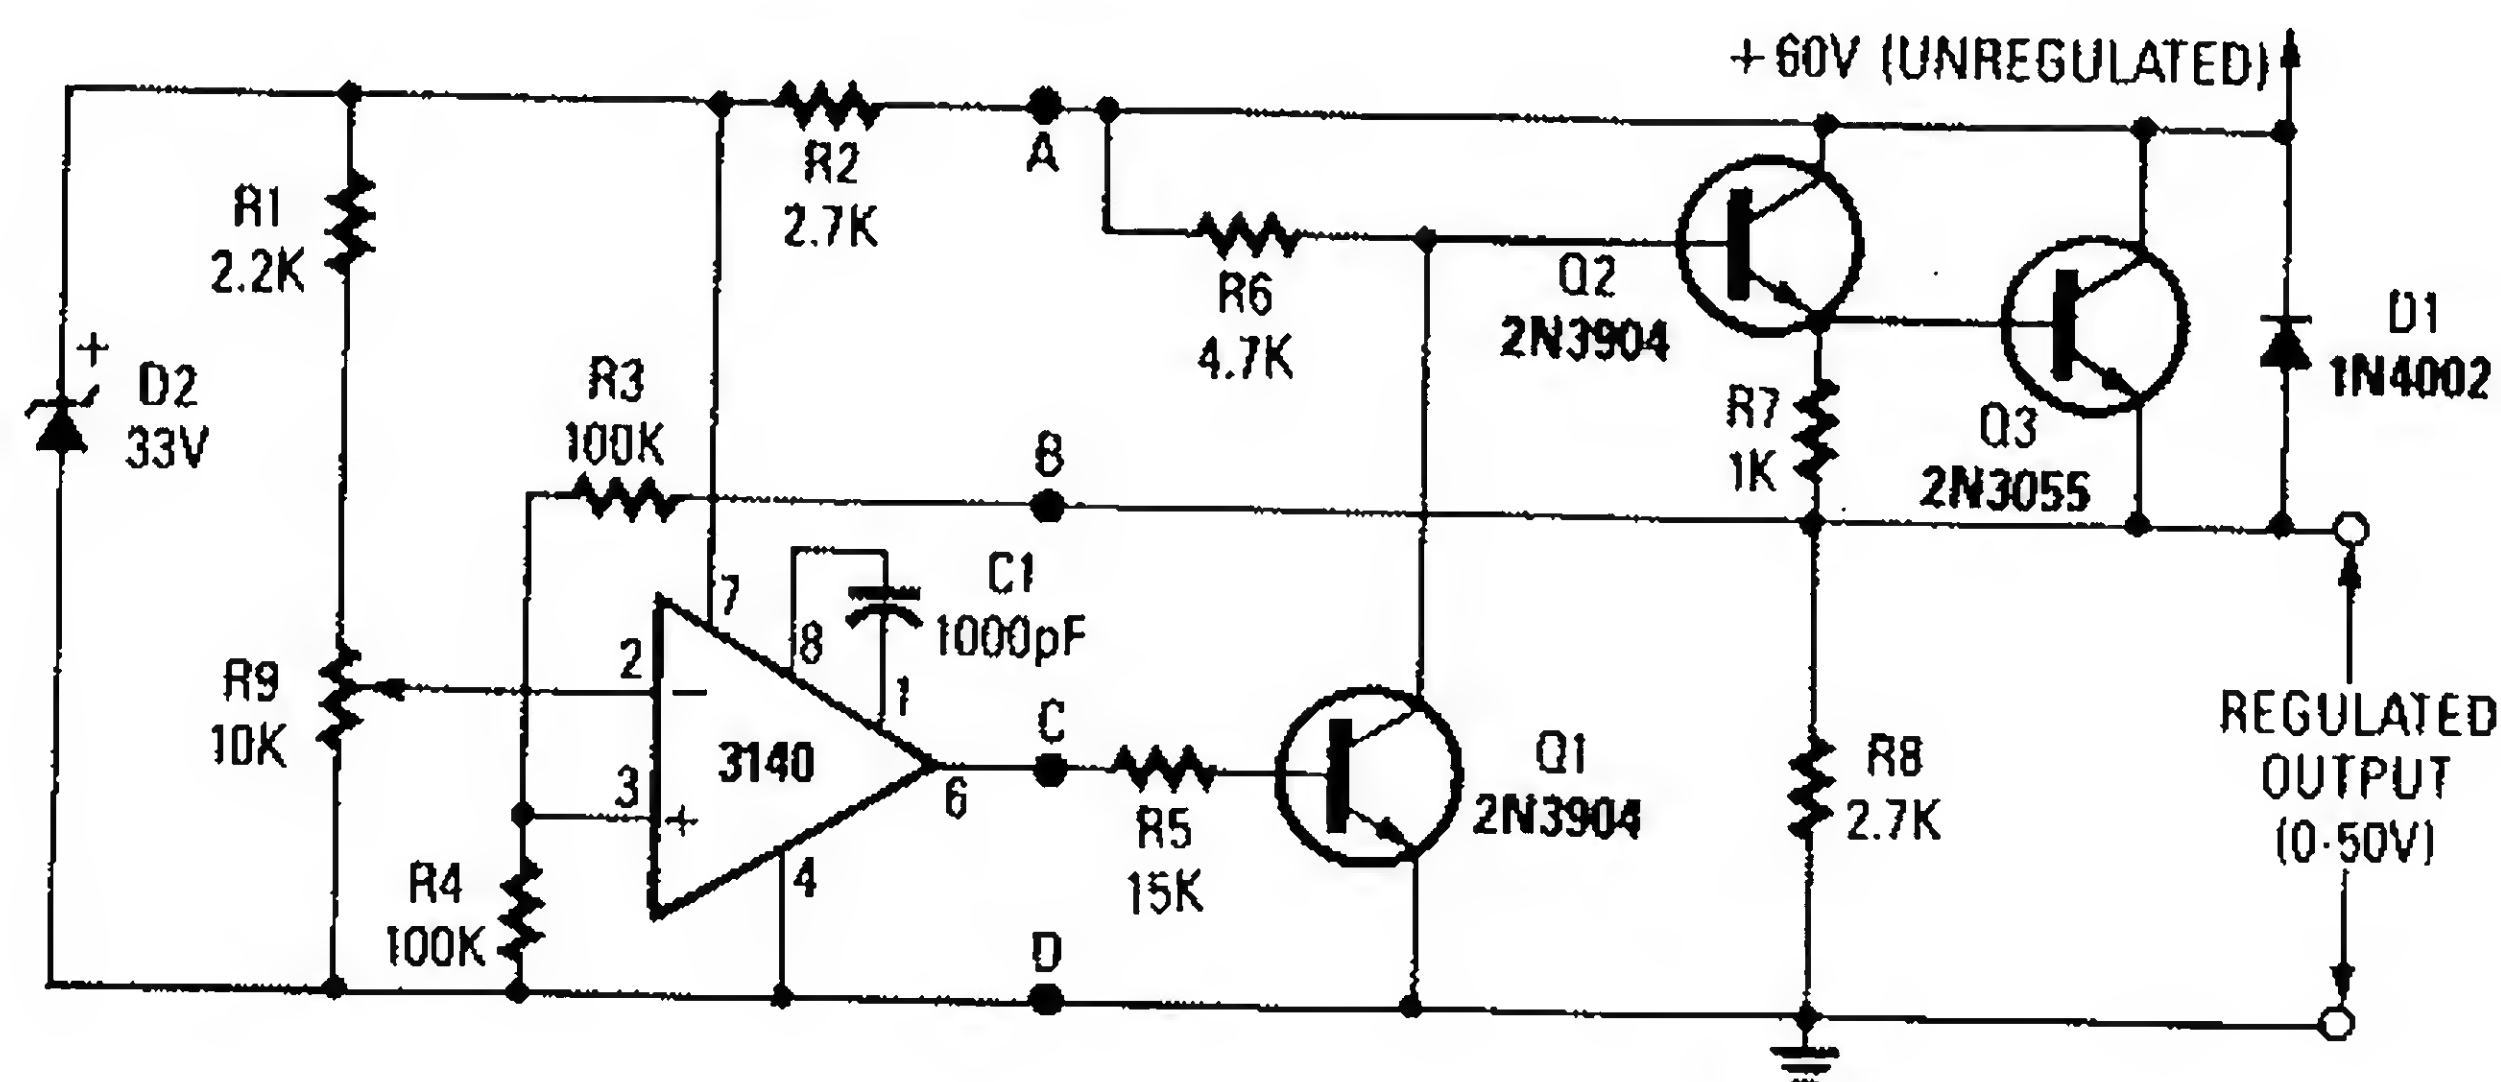 + 60V (UNREGULATED)
R1
2.2K
R2
2.7K
A
R6
4.7K
Q2
2N3904
D1
1N4002
+
D2
33V
R3
100K
B
R7
1K
Q3
2N3055
7
8
C1
1000pF
1
2
−
R9
10K
3140
3
+
6
C
R5
15K
Q1
2N3904
R8
2.7K
REGULATED
OUTPUT
(0-50V)
R4
100K
4
D